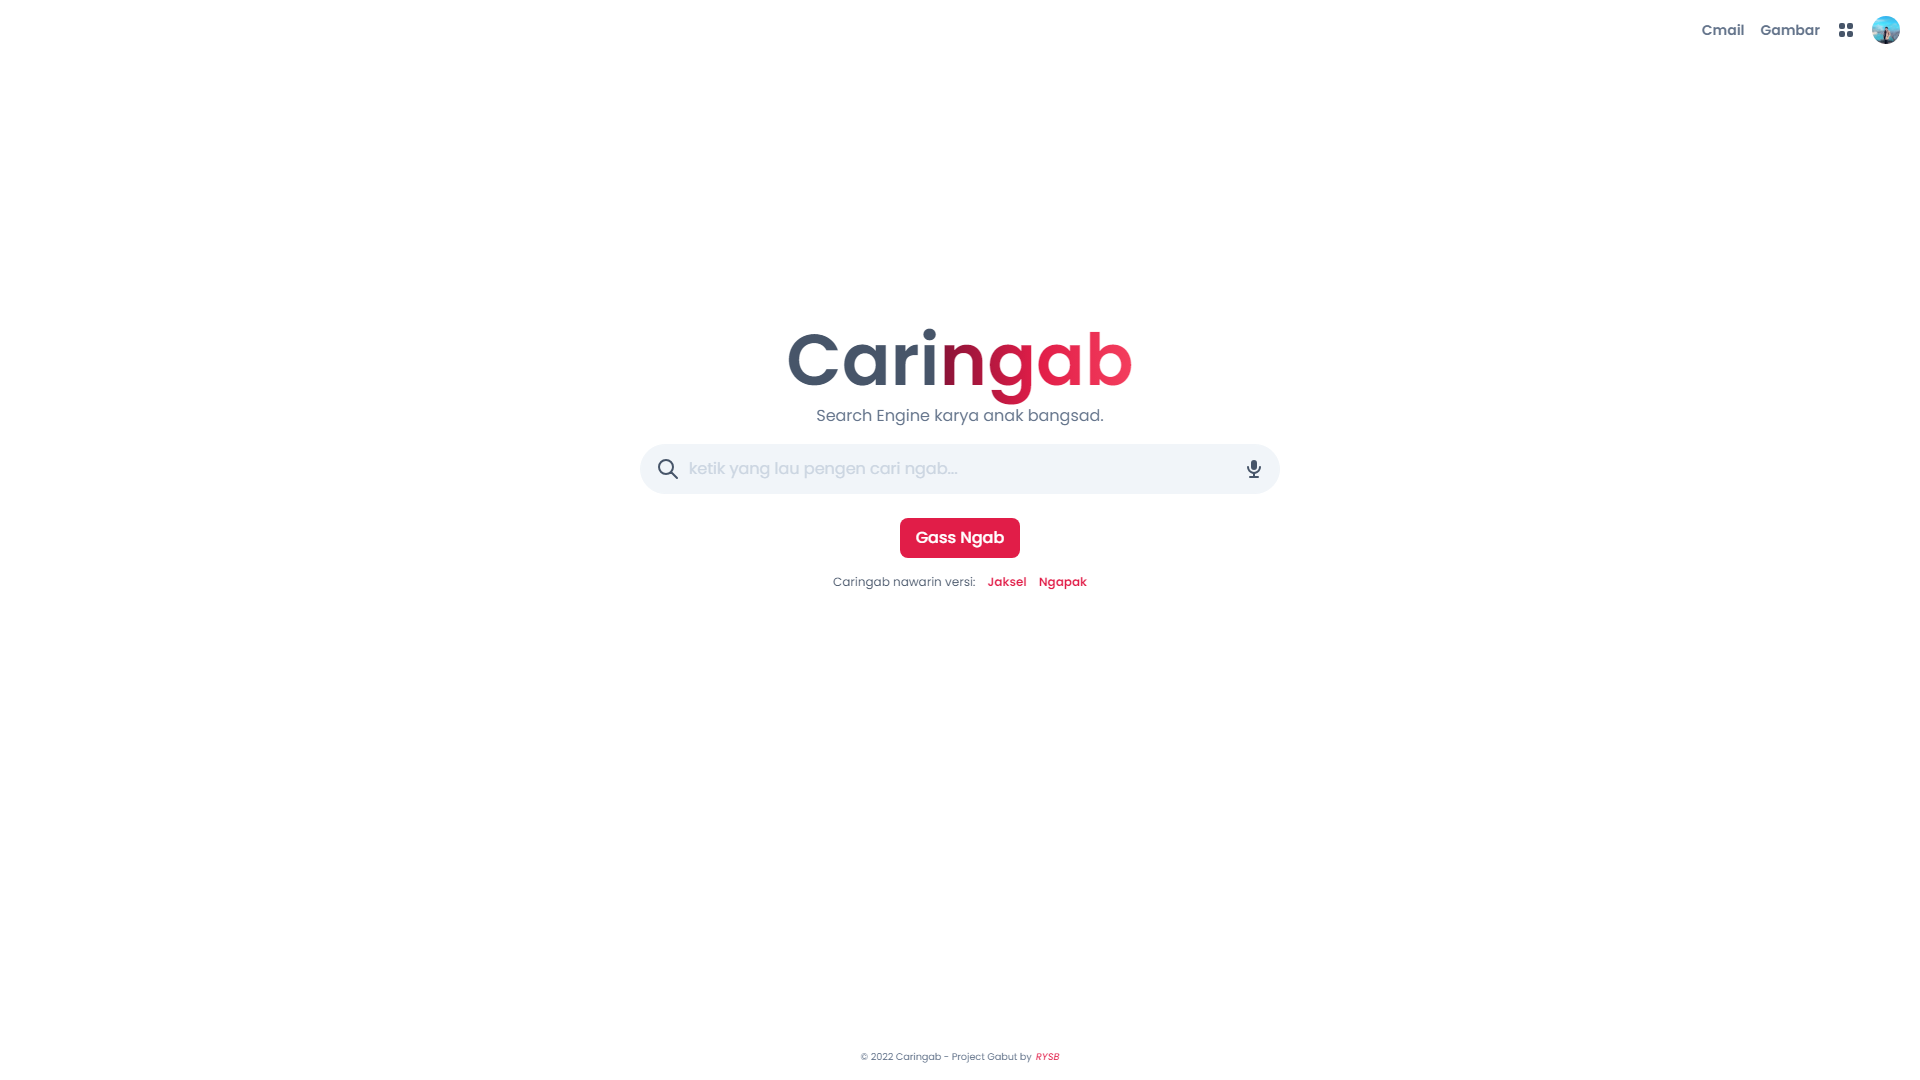 Cmail Gambar
Caringab
Search Engine karya anak bangsad.
ketik yang lau pengen cari ngab...
Gass Ngab
Caringab nawarin versi: Jaksel Ngapak
© 2022 Caringab - Project Gabut by RYSB